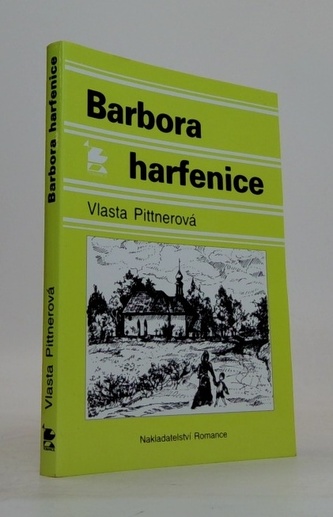 Barbora
harfenice
Vlasta Pittnerová
Nakladatelství Romance
Vlasta Pittnerová Barbora harfenice